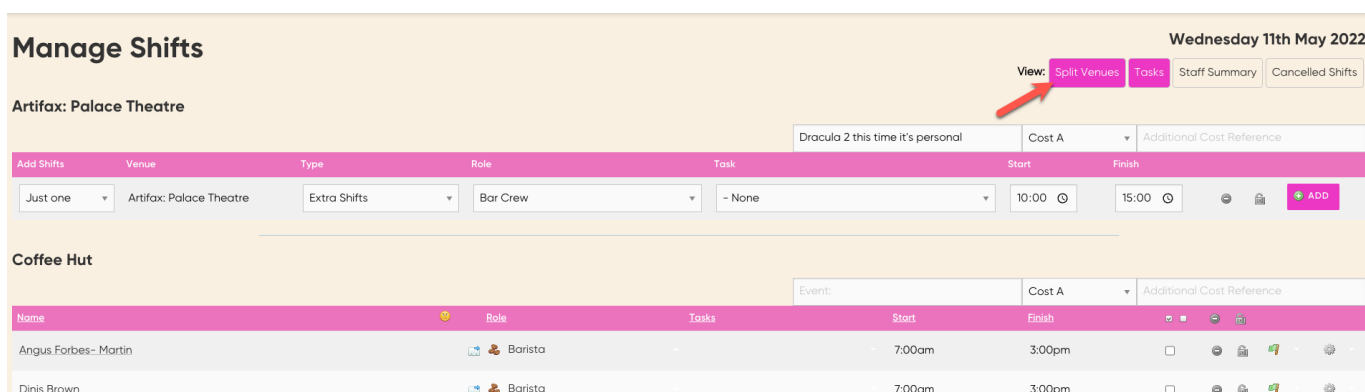 Manage Shifts
Wednesday 11th May 2022
View: Split Venues Tasks Staff Summary Cancelled Shifts
Artifax: Palace Theatre
Dracula 2 this time it's personal Cost A Additional Cost Reference
Add Shifts Venue Type Role Task Start Finish
Just one Artifax: Palace Theatre Extra Shifts Bar Crew - None 10:00 15:00 ADD
Coffee Hut
Event: Cost A Additional Cost Reference
Name Role Tasks Start Finish
Angus Forbes- Martin Barista 7:00am 3:00pm
Dinis Brown Barista 7:00am 3:00pm